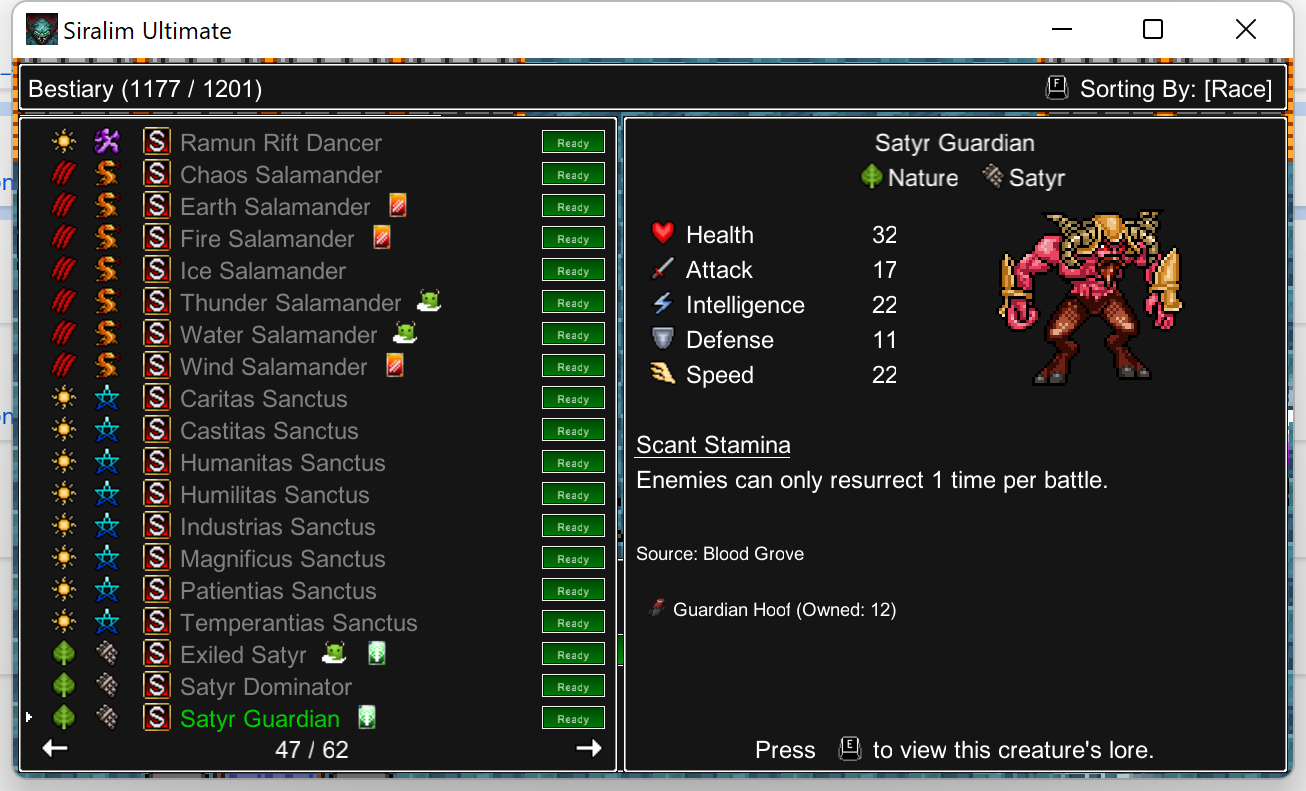 Siralim Ultimate
Bestiary (1177 / 1201)
F Sorting By: [Race]
S Ramun Rift Dancer Ready
S Chaos Salamander Ready
S Earth Salamander Ready
S Fire Salamander Ready
S Ice Salamander Ready
S Thunder Salamander Ready
S Water Salamander Ready
S Wind Salamander Ready
S Caritas Sanctus Ready
S Castitas Sanctus Ready
S Humanitas Sanctus Ready
S Humilitas Sanctus Ready
S Industrias Sanctus Ready
S Magnificus Sanctus Ready
S Patientias Sanctus Ready
S Temperantias Sanctus Ready
S Exiled Satyr Ready
S Satyr Dominator Ready
S Satyr Guardian Ready
47 / 62
Satyr Guardian
Nature Satyr
Health 32
Attack 17
Intelligence 22
Defense 11
Speed 22
Scant Stamina
Enemies can only resurrect 1 time per battle.
Source: Blood Grove
Guardian Hoof (Owned: 12)
Press E to view this creature's lore.